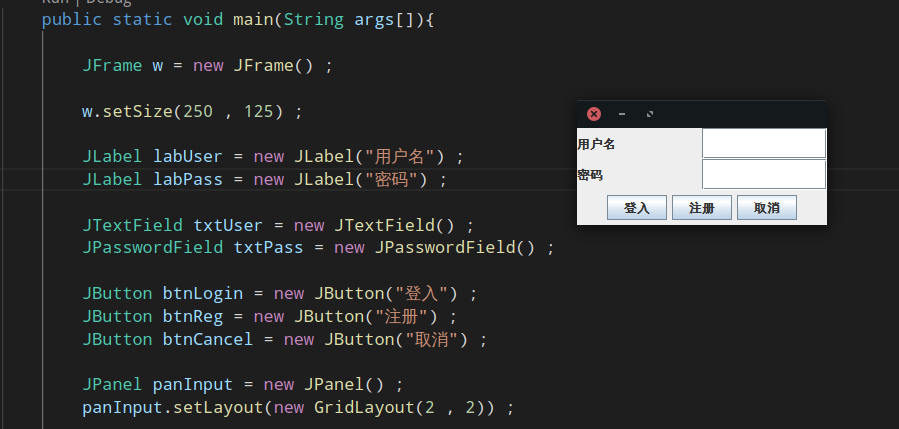 Run | Debug
public static void main(String args[]){
JFrame w = new JFrame() ;
w.setSize(250 , 125) ;
JLabel labUser = new JLabel("用户名") ;
JLabel labPass = new JLabel("密码") ;
JTextField txtUser = new JTextField() ;
JPasswordField txtPass = new JPasswordField() ;
JButton btnLogin = new JButton("登入") ;
JButton btnReg = new JButton("注册") ;
JButton btnCancel = new JButton("取消") ;
JPanel panInput = new JPanel() ;
panInput.setLayout(new GridLayout(2 , 2)) ;
用户名
密码
登入 注册 取消